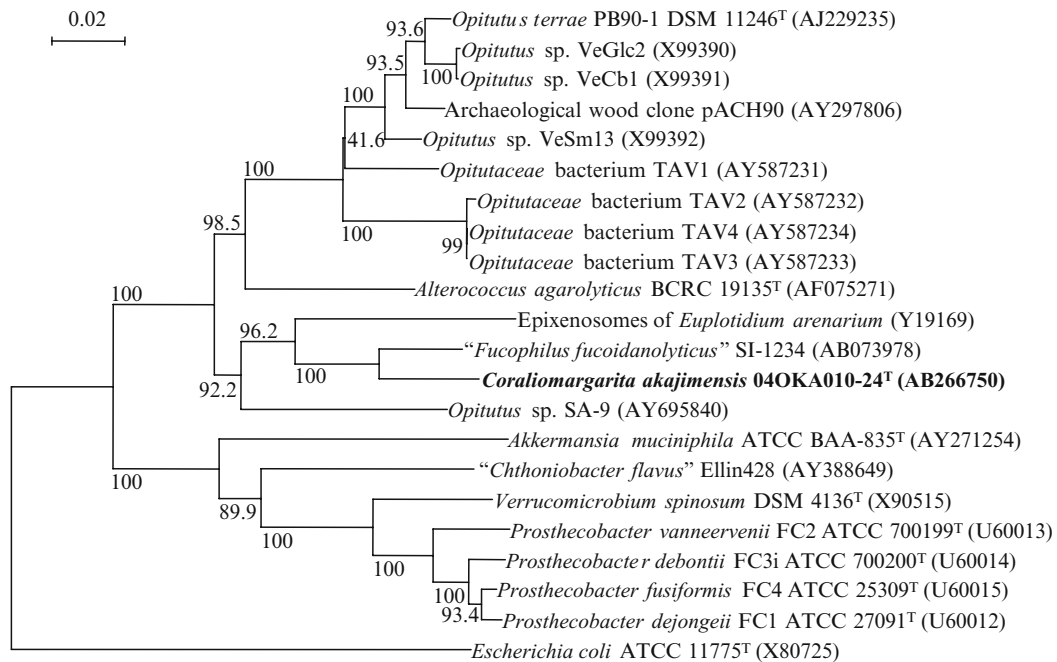 0.02
93.6
Opitutus terrae PB90-1 DSM 11246ᵀ (AJ229235)
Opitutus sp. VeGlc2 (X99390)
93.5
100
Opitutus sp. VeCb1 (X99391)
100
Archaeological wood clone pACH90 (AY297806)
41.6
Opitutus sp. VeSm13 (X99392)
100
Opitutaceae bacterium TAV1 (AY587231)
Opitutaceae bacterium TAV2 (AY587232)
98.5
100
Opitutaceae bacterium TAV4 (AY587234)
99
Opitutaceae bacterium TAV3 (AY587233)
100
Alterococcus agarolyticus BCRC 19135ᵀ (AF075271)
96.2
Epixenosomes of Euplotidium arenarium (Y19169)
“Fucophilus fucoidanolyticus” SI-1234 (AB073978)
100
92.2
Coraliomargarita akajimensis 04OKA010-24ᵀ (AB266750)
Opitutus sp. SA-9 (AY695840)
Akkermansia muciniphila ATCC BAA-835ᵀ (AY271254)
100
“Chthoniobacter flavus” Ellin428 (AY388649)
89.9
Verrucomicrobium spinosum DSM 4136ᵀ (X90515)
100
Prosthecobacter vanneervenii FC2 ATCC 700199ᵀ (U60013)
100
Prosthecobacter debontii FC3i ATCC 700200ᵀ (U60014)
100
Prosthecobacter fusiformis FC4 ATCC 25309ᵀ (U60015)
93.4
Prosthecobacter dejongeii FC1 ATCC 27091ᵀ (U60012)
Escherichia coli ATCC 11775ᵀ (X80725)